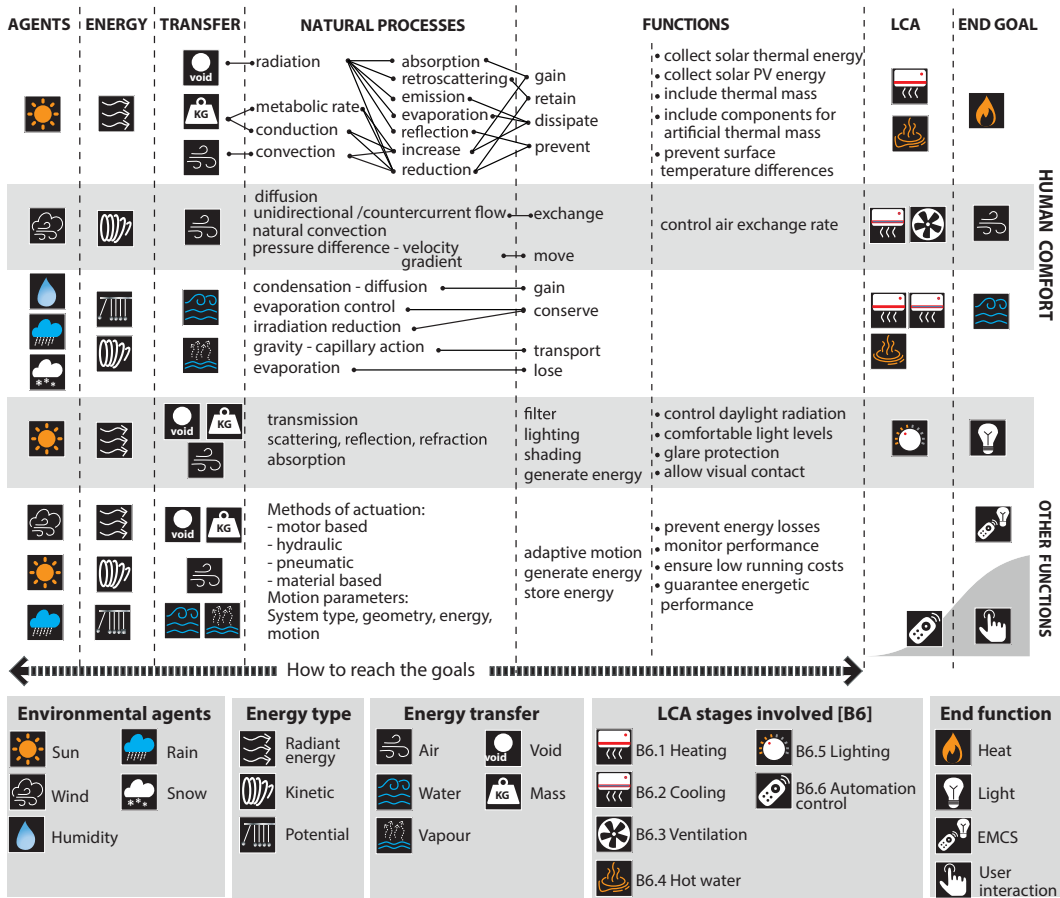 AGENTS ENERGY TRANSFER NATURAL PROCESSES FUNCTIONS LCA END GOAL
void
KG
radiation
metabolic rate
conduction
convection
absorption
retroscattering
emission
evaporation
reflection
increase
reduction
gain
retain
dissipate
prevent
• collect solar thermal energy
• collect solar PV energy
• include thermal mass
• include components for
artificial thermal mass
• prevent surface
temperature differences
HUMAN COMFORT
diffusion
unidirectional /countercurrent flow
natural convection
pressure difference - velocity
gradient
exchange
move
control air exchange rate
condensation - diffusion
evaporation control
irradiation reduction
gravity - capillary action
evaporation
gain
conserve
transport
lose
void
KG
transmission
scattering, reflection, refraction
absorption
filter
lighting
shading
generate energy
• control daylight radiation
• comfortable light levels
• glare protection
• allow visual contact
void
KG
Methods of actuation:
- motor based
- hydraulic
- pneumatic
- material based
Motion parameters:
System type, geometry, energy,
motion
adaptive motion
generate energy
store energy
• prevent energy losses
• monitor performance
• ensure low running costs
• guarantee energetic
performance
OTHER FUNCTIONS
How to reach the goals
Environmental agents
Sun
Rain
Wind
Snow
Humidity
Energy type
Radiant
energy
Kinetic
Potential
Energy transfer
Air
void
Void
Water
KG
Mass
Vapour
LCA stages involved [B6]
B6.1 Heating
B6.5 Lighting
B6.2 Cooling
B6.6 Automation
control
B6.3 Ventilation
B6.4 Hot water
End function
Heat
Light
EMCS
User
interaction